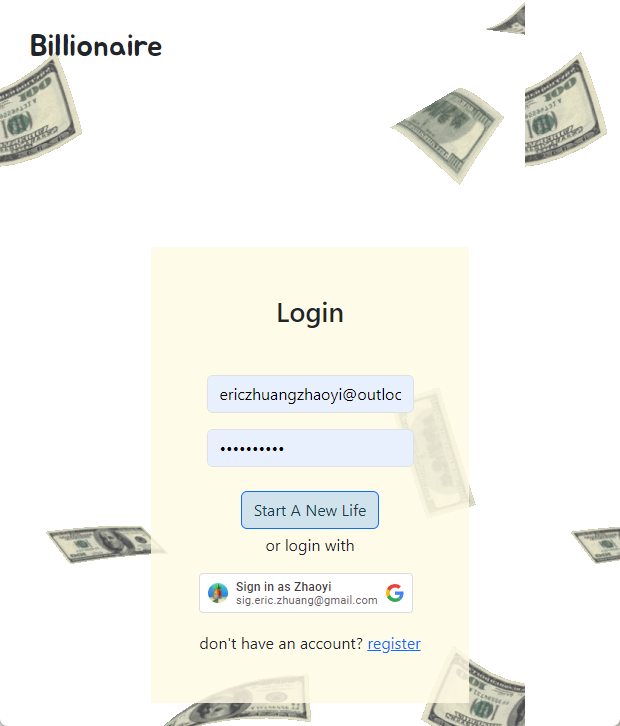 Billionaire
Login
ericzhuangzhaoyi@outloc
••••••••••
Start A New Life
or login with
Sign in as Zhaoyi
sig.eric.zhuang@gmail.com
don't have an account? register